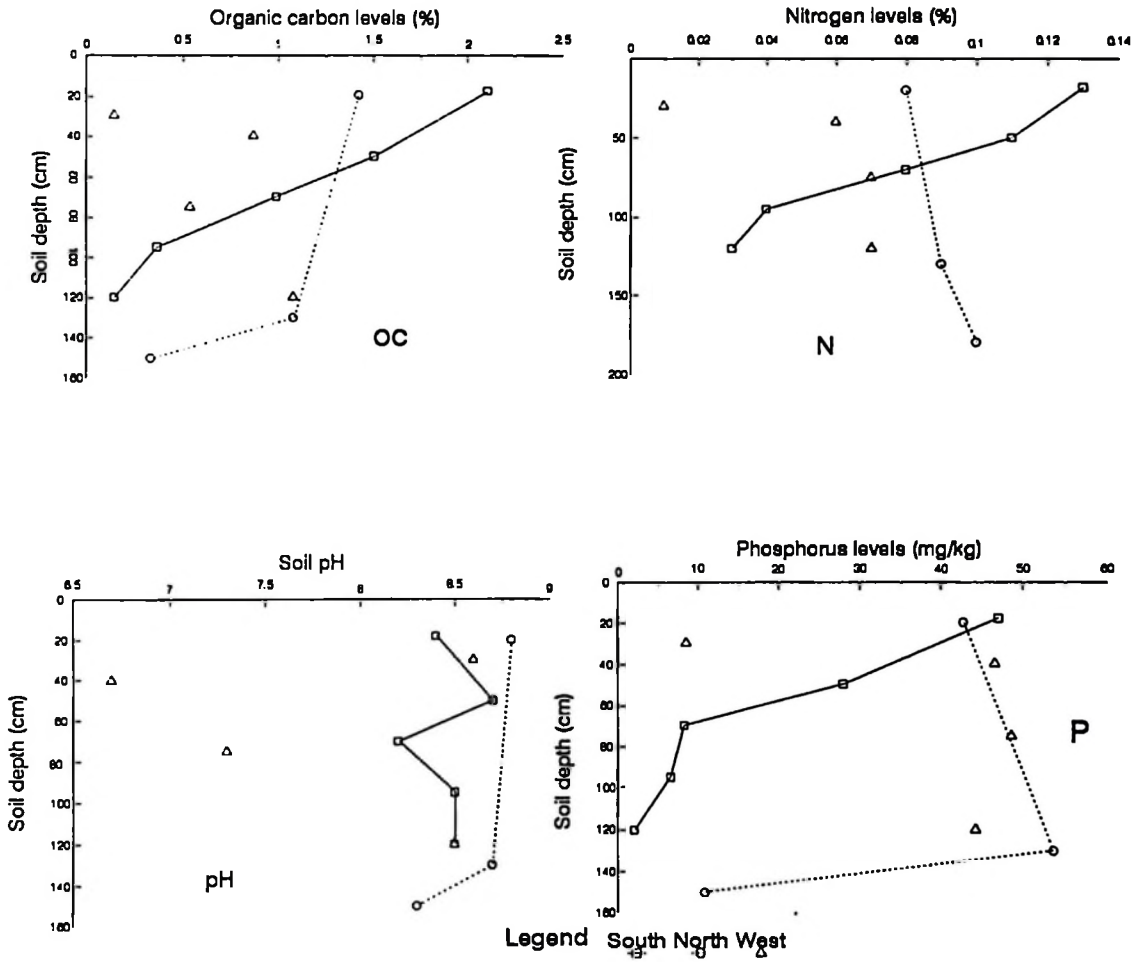 Organic carbon levels (%)
0 0.5 1 1.5 2 2.5
0
20
40
60
80
100
120
140
160
Soil depth (cm)
OC
Nitrogen levels (%)
0 0.02 0.04 0.06 0.08 0.1 0.12 0.14
50
100
150
200
Soil depth (cm)
N
Soil pH
6.5 7 7.5 8 8.5 9
0
20
40
60
80
100
120
140
160
Soil depth (cm)
pH
Phosphorus levels (mg/kg)
0 10 20 30 40 50 60
0
20
40
60
80
100
120
140
160
Soil depth (cm)
P
Legend South North West